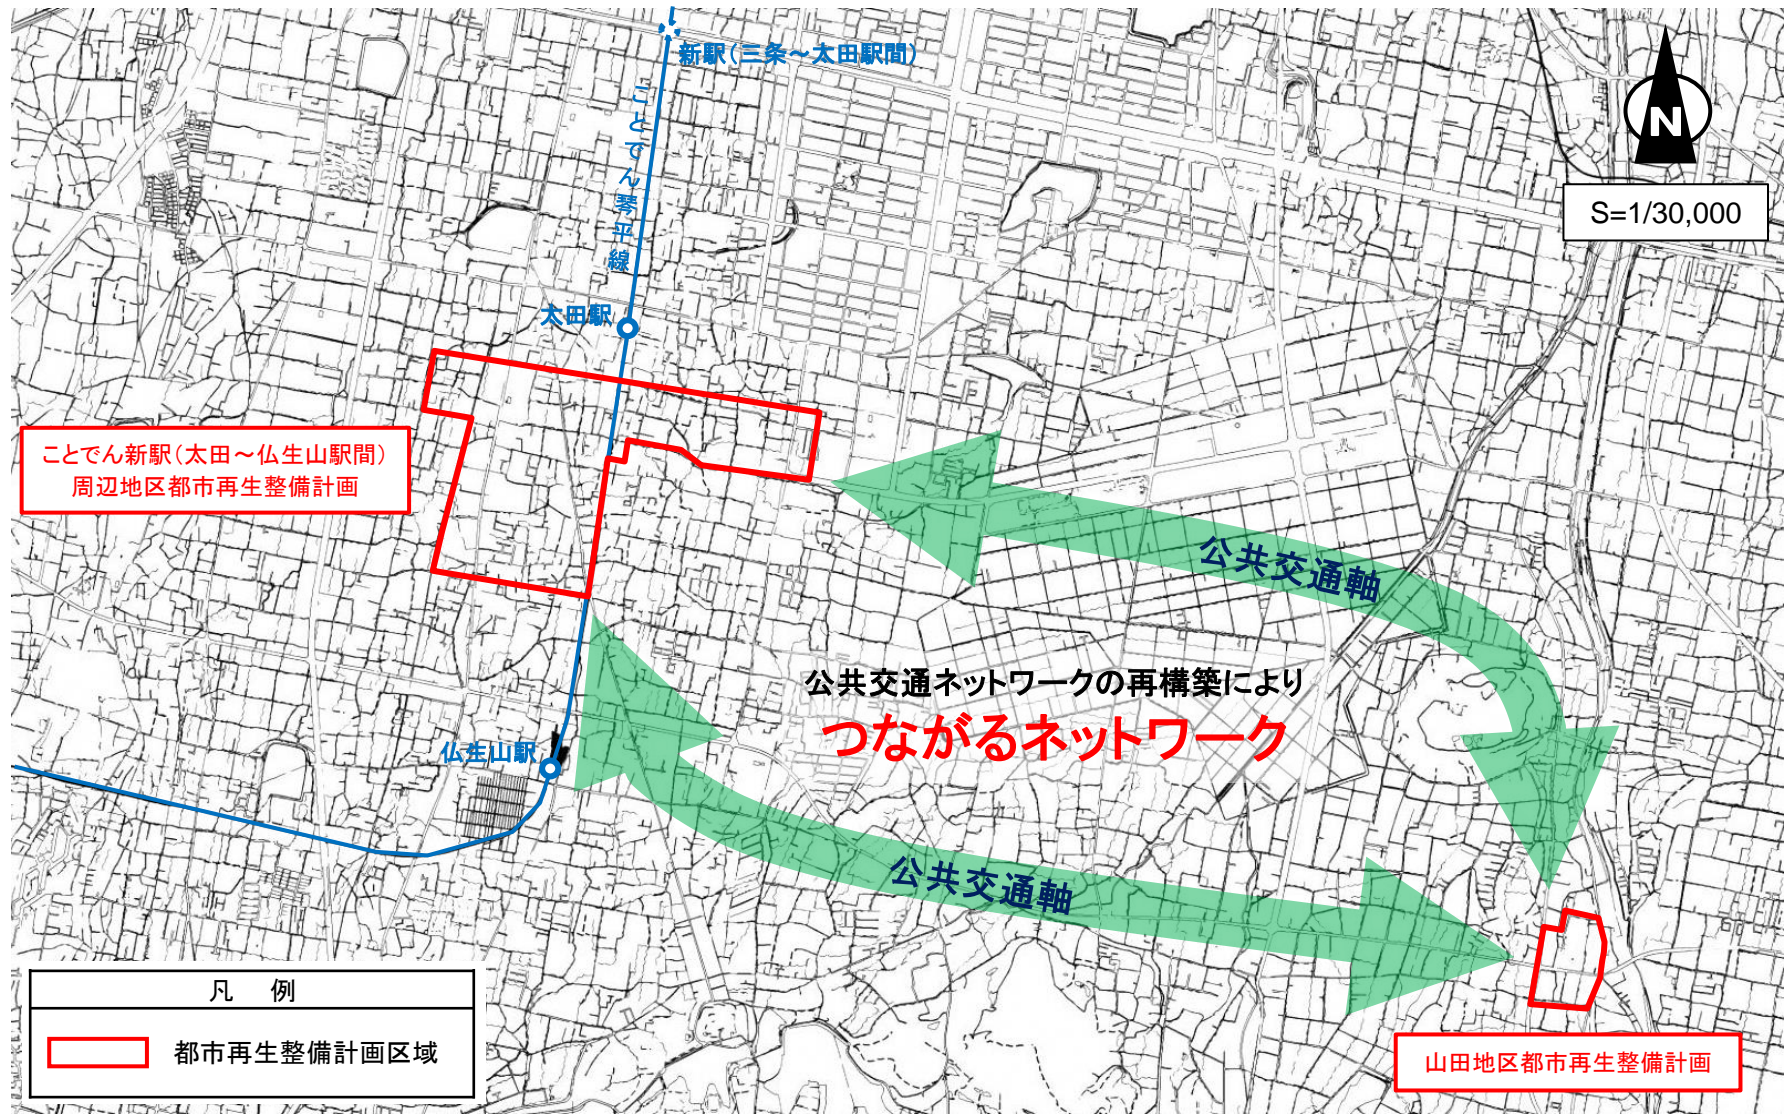 新駅(三条～太田駅間)
ことでん琴平線
N
S=1/30,000
太田駅
ことでん新駅(太田～仏生山駅間)
周辺地区都市再生整備計画
公共交通軸
公共交通ネットワークの再構築により
つながるネットワーク
仏生山駅
公共交通軸
凡 例
都市再生整備計画区域
山田地区都市再生整備計画